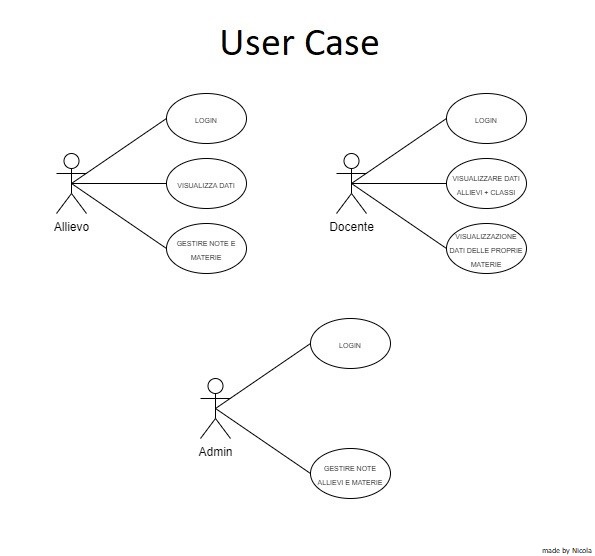 User Case
LOGIN
VISUALIZZA DATI
GESTIRE NOTE E
MATERIE
Allievo
LOGIN
VISUALIZZARE DATI
ALLIEVI + CLASSI
VISUALIZZAZIONE
DATI DELLE PROPRIE
MATERIE
Docente
LOGIN
GESTIRE NOTE
ALLIEVI E MATERIE
Admin
made by Nicola